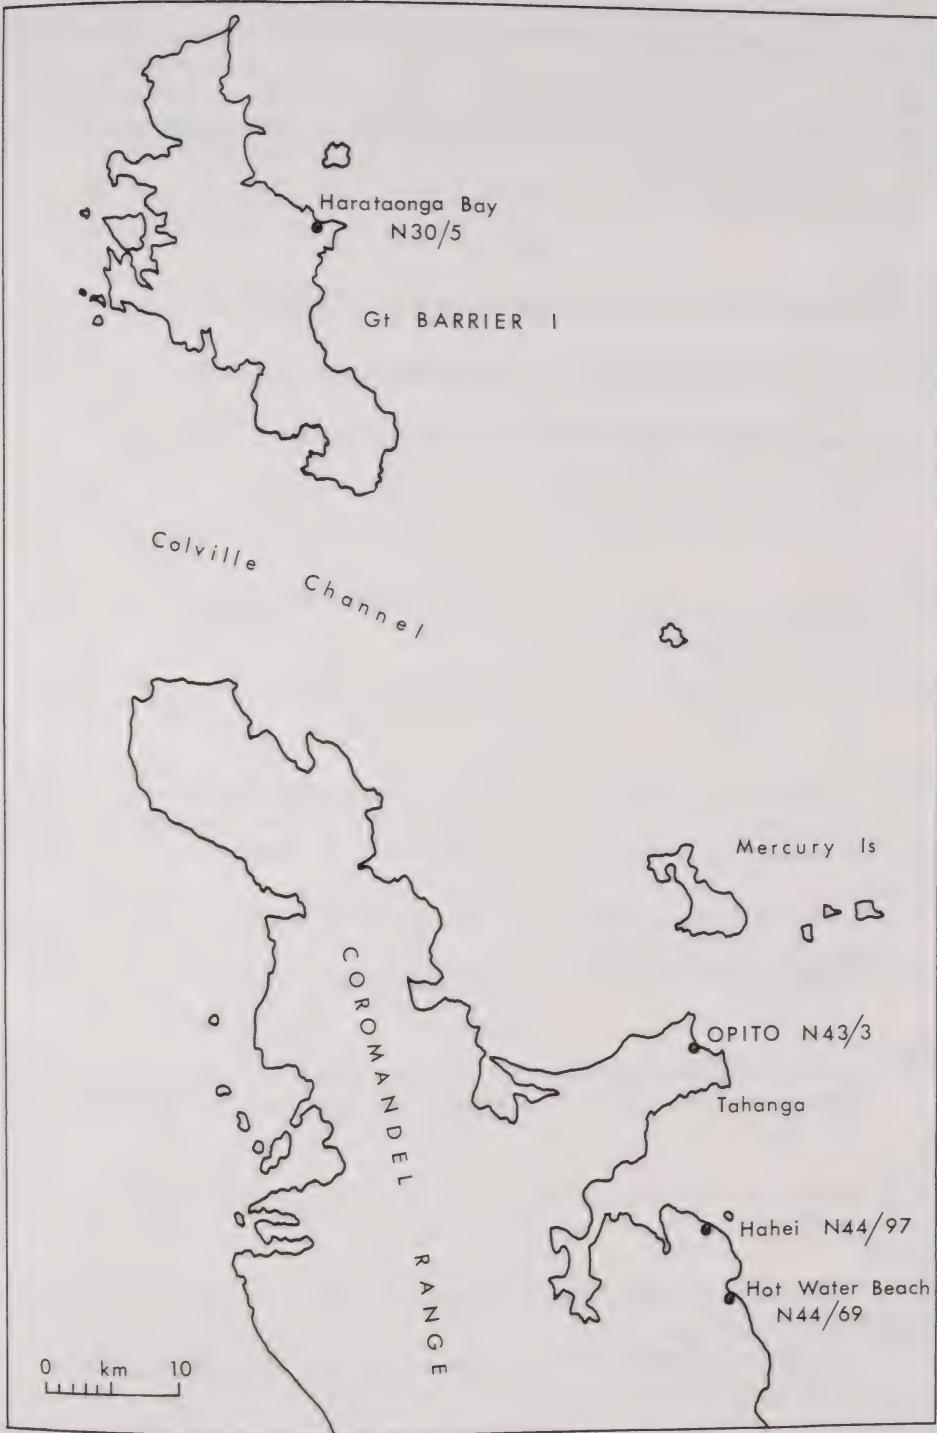 Harataonga Bay
N30/5
Gt BARRIER I
Colville Channel
Mercury Is
COROMANDEL RANGE
OPITO N43/3
Tahanga
Hahei N44/97
Hot Water Beach
N44/69
0 km 10